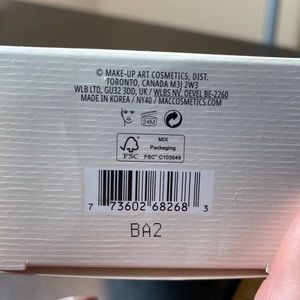 © MAKE-UP ART COSMETICS, DIST.
TORONTO, CANADA M3J 2W3
WLB LTD, GU32 3DD, UK / WLBS NV, OEVEL BE-2260
MADE IN KOREA / NY40 / MACCOSMETICS.COM
24M
FSC
MIX
Packaging
FSC® C103549
7 73602 68268 3
BA2